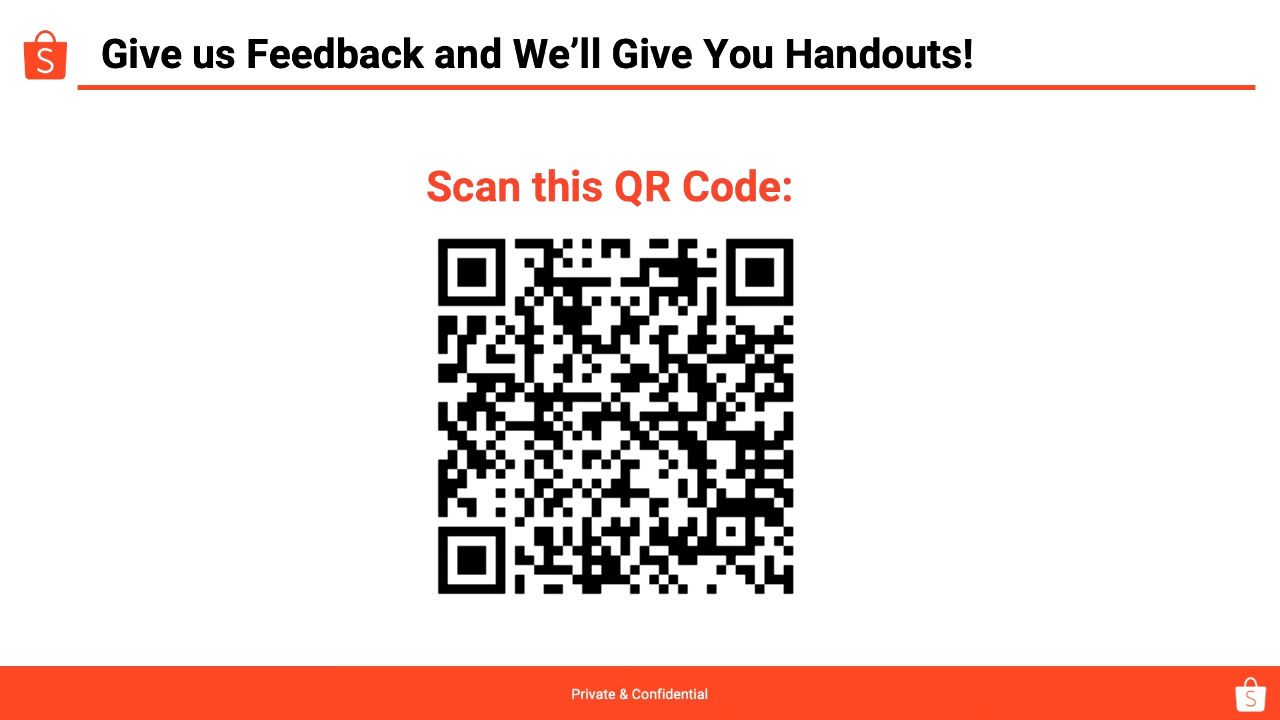 Give us Feedback and We’ll Give You Handouts!
Scan this QR Code:
Private & Confidential